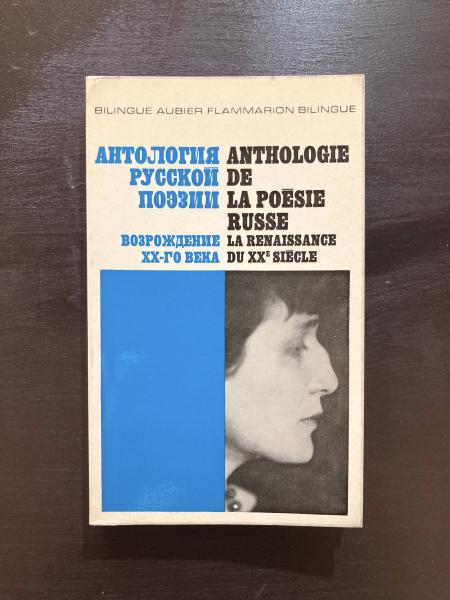 BILINGUE AUBIER FLAMMARION BILINGUE
АНТОЛОГИЯ ANTHOLOGIE
РУССКОЙ DE
ПОЭЗИИ LA POÉSIE
RUSSE
ВОЗРОЖДЕНИЕ LA RENAISSANCE
XX-ГО ВЕКА DU XXE SIÈCLE